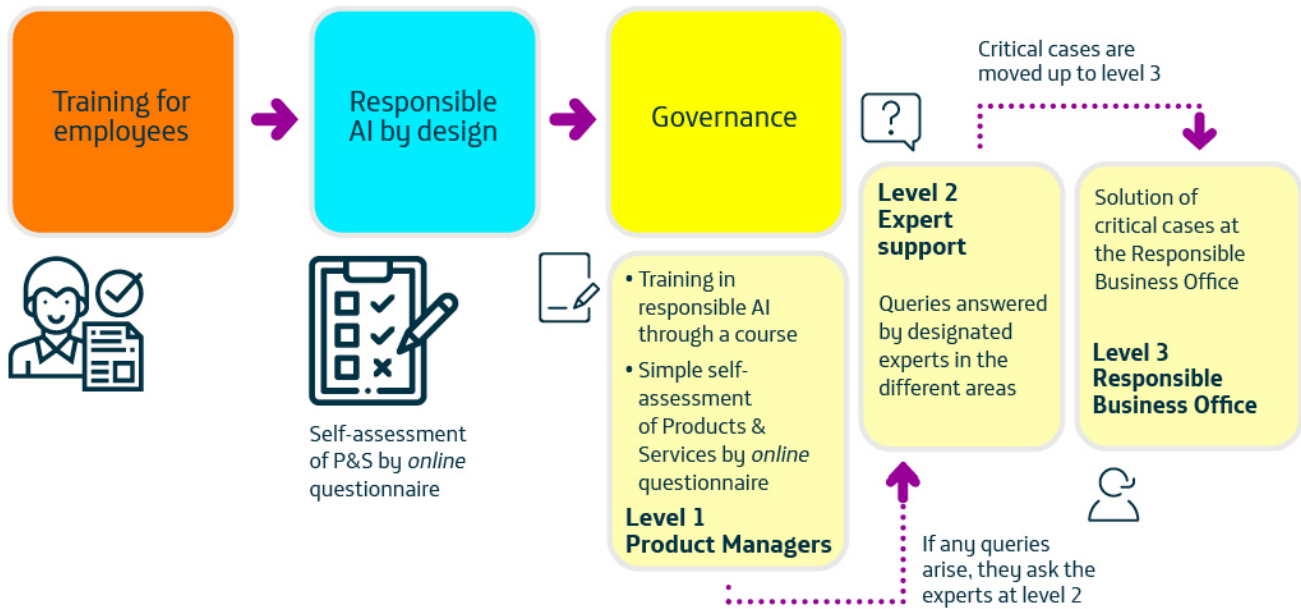 Training for
employees
Responsible
AI by design
Governance
Self-assessment
of P&S by online
questionnaire
• Training in
responsible AI
through a course
• Simple self-
assessment
of Products &
Services by online
questionnaire
Level 1
Product Managers
If any queries
arise, they ask the
experts at level 2
?
Level 2
Expert
support
Queries answered
by designated
experts in the
different areas
Critical cases are
moved up to level 3
Solution of
critical cases at
the Responsible
Business Office
Level 3
Responsible
Business Office